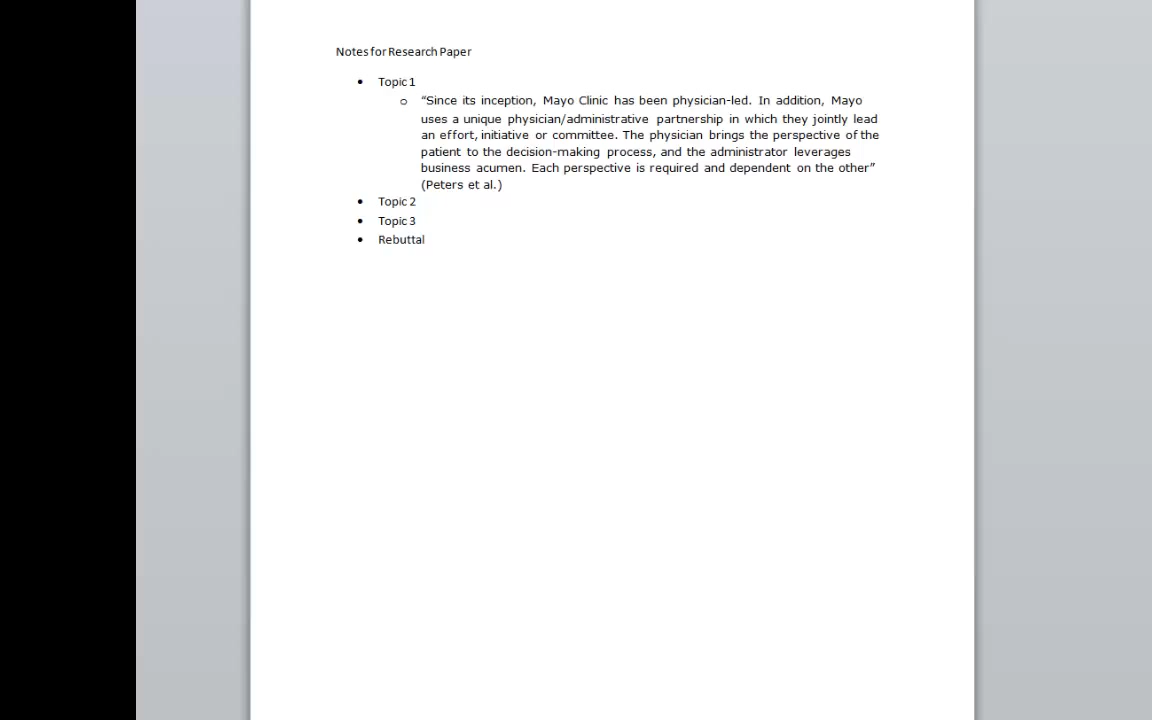 Notes for Research Paper
• Topic 1
o “Since its inception, Mayo Clinic has been physician-led. In addition, Mayo
uses a unique physician/administrative partnership in which they jointly lead
an effort, initiative or committee. The physician brings the perspective of the
patient to the decision-making process, and the administrator leverages
business acumen. Each perspective is required and dependent on the other”
(Peters et al.)
• Topic 2
• Topic 3
• Rebuttal